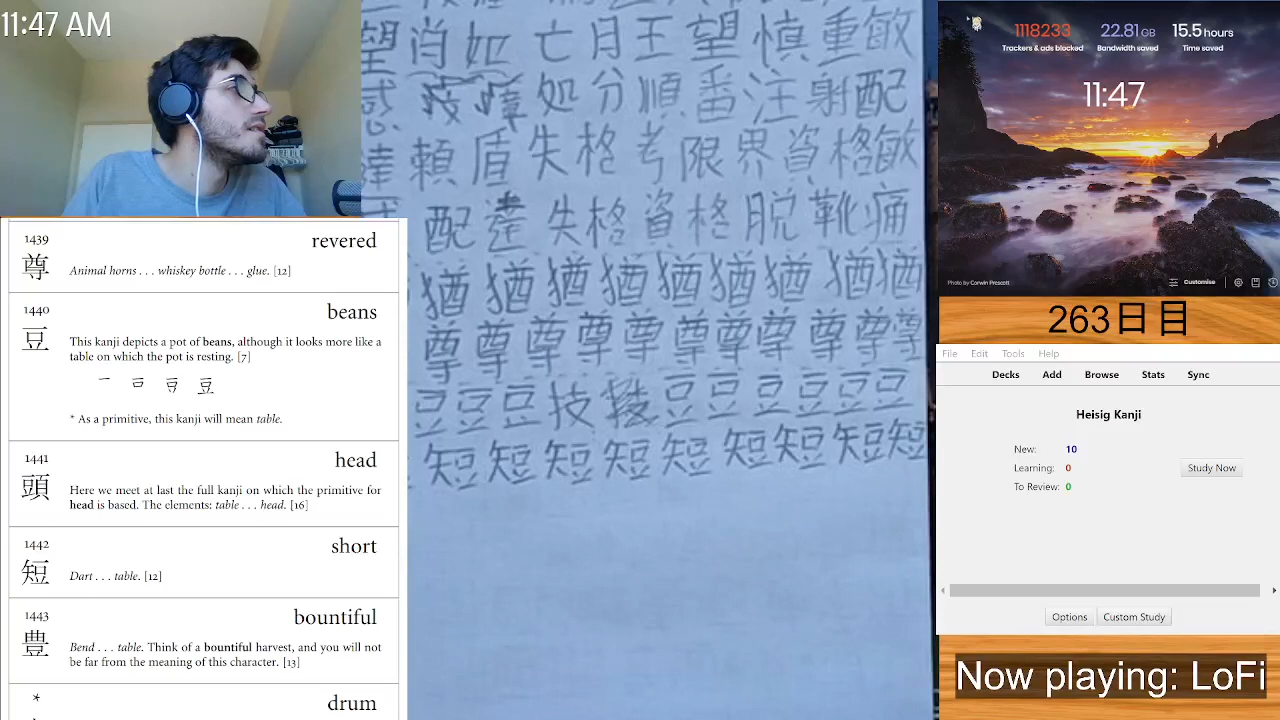 11:47 AM
1439
尊
revered
Animal horns . . . whiskey bottle . . . glue. [12]
1440
豆
beans
This kanji depicts a pot of beans, although it looks more like a
table on which the pot is resting. [7]
一 豆
* As a primitive, this kanji will mean table.
1441
頭
head
Here we meet at last the full kanji on which the primitive for
head is based. The elements: table . . . head. [16]
1442
短
short
Dart . . . table. [12]
1443
豊
bountiful
Bend . . . table. Think of a bountiful harvest, and you will not
be far from the meaning of this character. [13]
*
drum
望 肖 如 亡 月 王 望 慎 重 敏
惑 処 分 順 番 注 射 配
達 頼 盾 失 格 考 限 界 資 格 敏
配 達 失 格 資 格 脱 靴 痛
猶 猶 猶 猶 猶 猶 猶 猶 猶
尊 尊 尊 尊 尊 尊 尊 尊 尊 尊
豆 豆 豆 技 豆 豆 豆 豆 豆 豆
短 短 短 短 短 短 短 短 短
1118233
Trackers & ads blocked
22.81 GB
Bandwidth saved
15.5 hours
Time saved
11:47
Photo by Corwin Prescott
Customise
263日目
File Edit Tools Help
Decks Add Browse Stats Sync
Heisig Kanji
New: 10
Learning: 0
To Review: 0
Study Now
Options
Custom Study
Now playing: LoFi